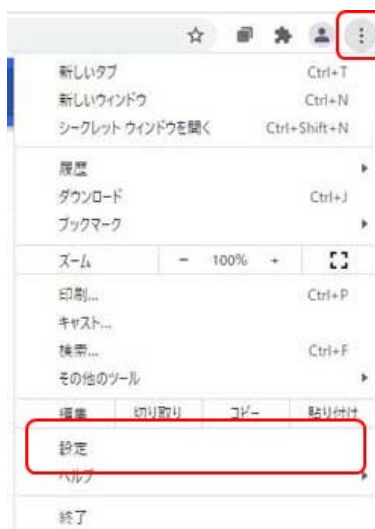 新しいタブ Ctrl+T
新しいウィンドウ Ctrl+N
シークレット ウィンドウを開く Ctrl+Shift+N
履歴
ダウンロード Ctrl+J
ブックマーク
ズーム - 100% +
印刷... Ctrl+P
キャスト...
検索... Ctrl+F
その他のツール
編集 切り取り コピー 貼り付け
設定
ヘルプ
終了